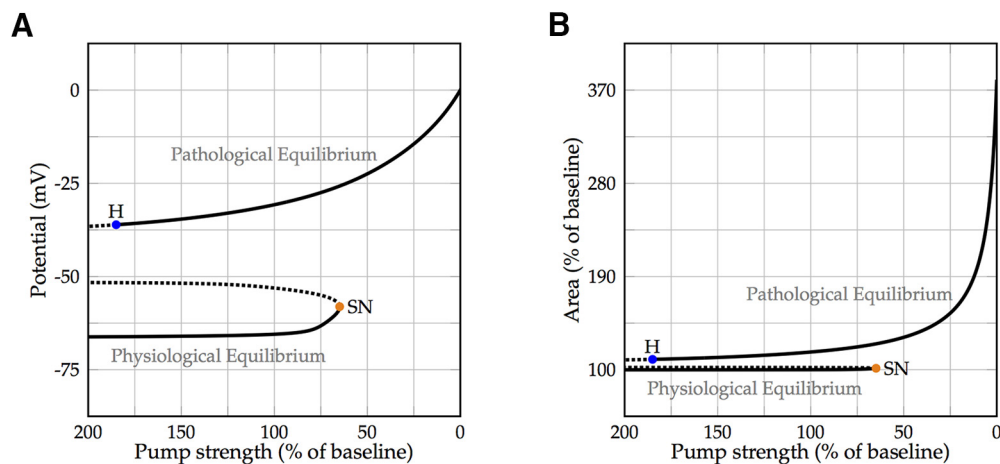 A
0
-25
-50
-75
Potential (mV)
Pathological Equilibrium
H
SN
Physiological Equilibrium
200
150
100
50
0
Pump strength (% of baseline)
B
370
280
190
100
Area (% of baseline)
Pathological Equilibrium
H
SN
Physiological Equilibrium
200
150
100
50
0
Pump strength (% of baseline)